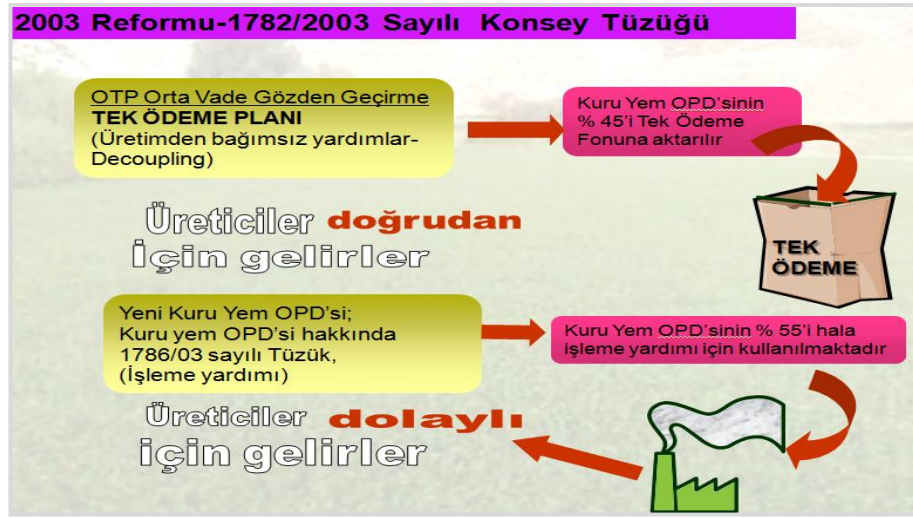 2003 Reformu-1782/2003 Sayılı Konsey Tüzüğü
OTP Orta Vade Gözden Geçirme
TEK ÖDEME PLANI
(Üretimden bağımsız yardımlar-
Decoupling)
Kuru Yem OPD'sinin
% 45'i Tek Ödeme
Fonuna aktarılır
Üreticiler doğrudan
İçin gelirler
TEK
ÖDEME
Yeni Kuru Yem OPD'si;
Kuru yem OPD'si hakkında
1786/03 sayılı Tüzük,
(İşleme yardımı)
Kuru Yem OPD'sinin % 55'i hala
işleme yardımı için kullanılmaktadır
Üreticiler dolaylı
için gelirler